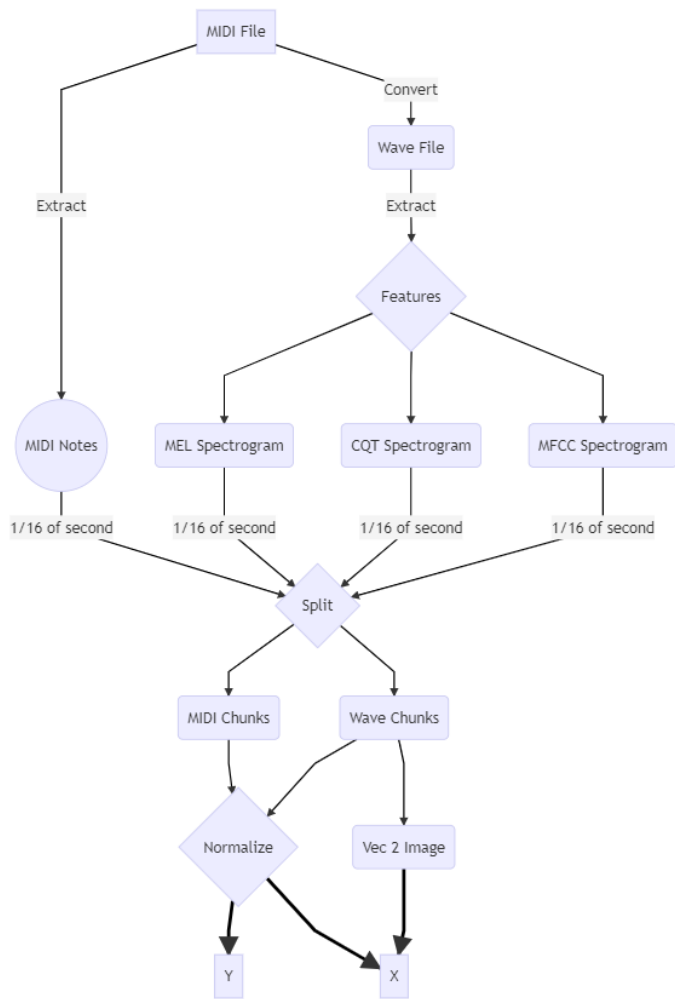 MIDI File
Convert
Wave File
Extract
Extract
Features
MIDI Notes
MEL Spectrogram
CQT Spectrogram
MFCC Spectrogram
1/16 of second
1/16 of second
1/16 of second
1/16 of second
Split
MIDI Chunks
Wave Chunks
Normalize
Vec 2 Image
Y
X